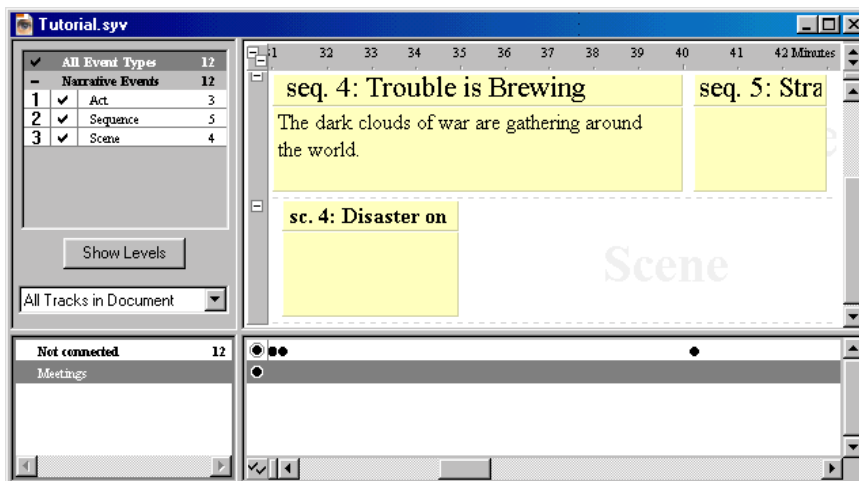 Tutorial.syv
All Event Types 12
Narrative Events 12
1 Act 3
2 Sequence 5
3 Scene 4
Show Levels
All Tracks in Document
31 32 33 34 35 36 37 38 39 40 41 42 Minutes
seq. 4: Trouble is Brewing
The dark clouds of war are gathering around
the world.
seq. 5: Stra
sc. 4: Disaster on
Scene
Not connected 12
Meetings